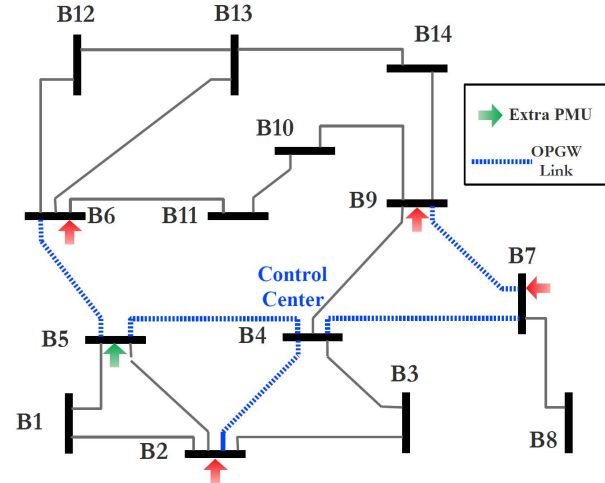 B12
B13
B14
B10
Extra PMU
OPGW
Link
B6
B11
B9
B7
Control
Center
B5
B4
B3
B1
B2
B8